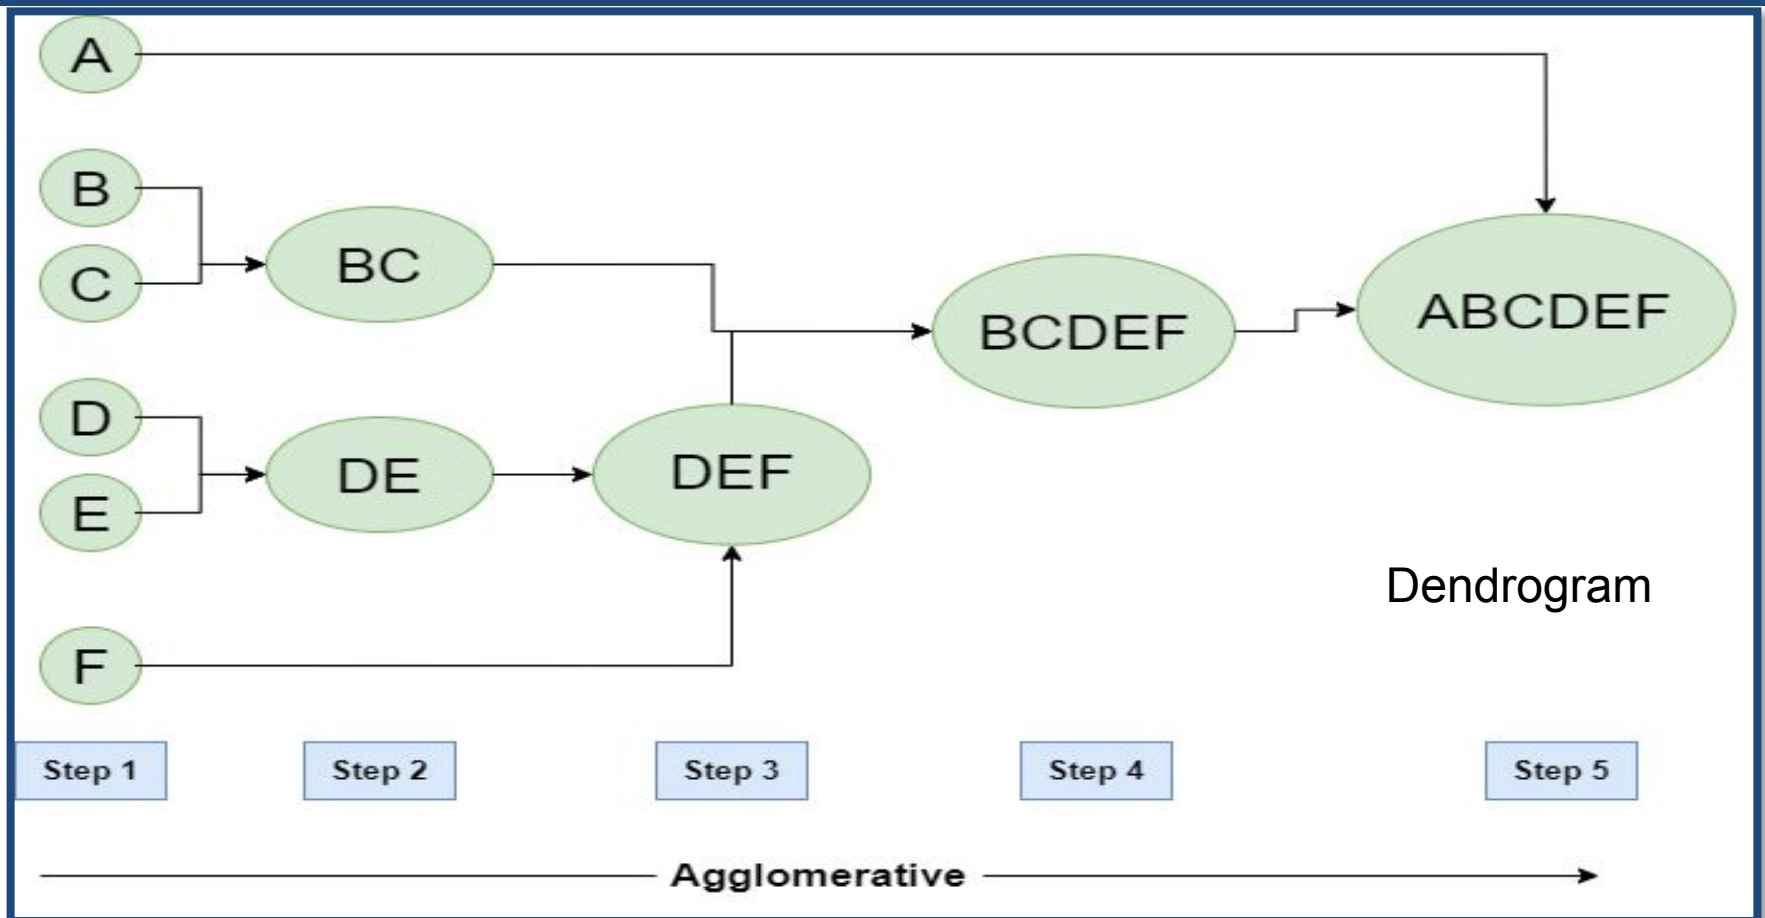 A
B
C
BC
D
E
DE
DEF
F
BCDEF
ABCDEF
Dendrogram
Step 1
Step 2
Step 3
Step 4
Step 5
Agglomerative